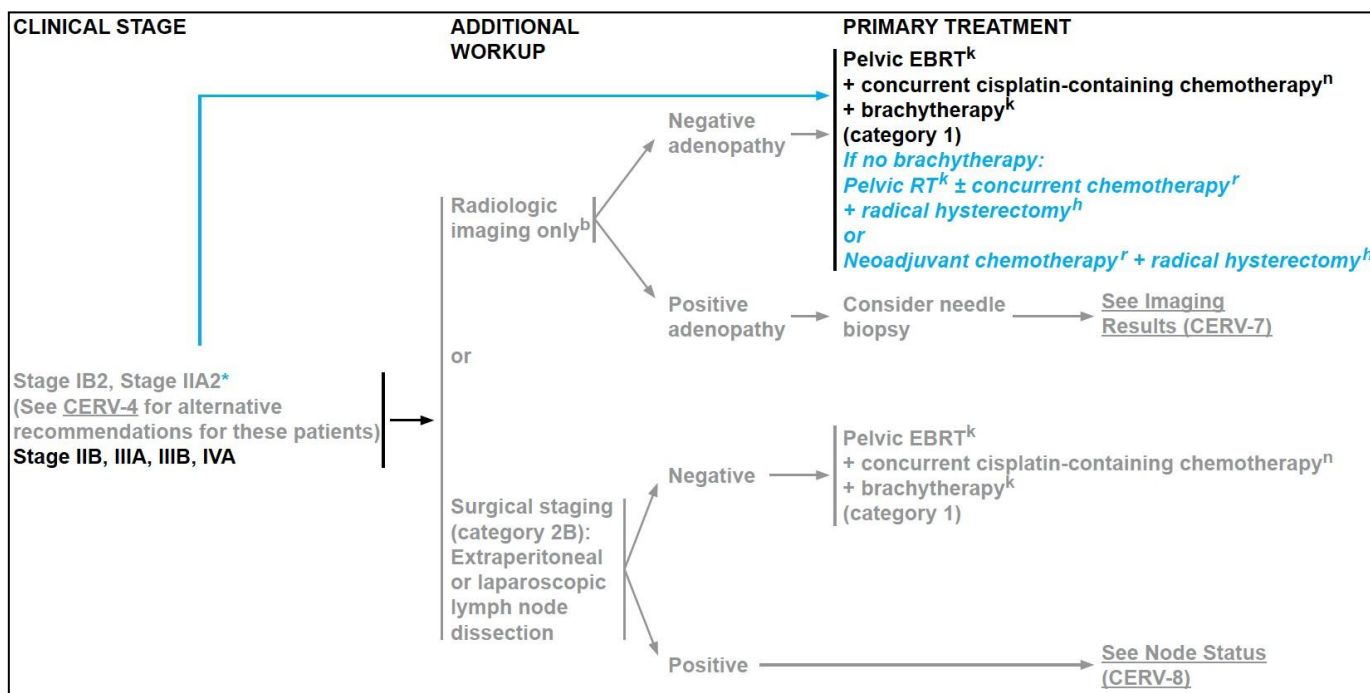 CLINICAL STAGE
ADDITIONAL
WORKUP
PRIMARY TREATMENT
Pelvic EBRTk
+ concurrent cisplatin-containing chemotherapyn
+ brachytherapyk
(category 1)
If no brachytherapy:
Pelvic RTk ± concurrent chemotherapyr
+ radical hysterectomyh
or
Neoadjuvant chemotherapyr + radical hysterectomyh
Negative
adenopathy
Radiologic
imaging onlyb
Positive
adenopathy
Consider needle
biopsy
See Imaging
Results (CERV-7)
or
Stage IB2, Stage IIA2*
(See CERV-4 for alternative
recommendations for these patients)
Stage IIB, IIIA, IIIB, IVA
Surgical staging
(category 2B):
Extraperitoneal
or laparoscopic
lymph node
dissection
Negative
Pelvic EBRTk
+ concurrent cisplatin-containing chemotherapyn
+ brachytherapyk
(category 1)
Positive
See Node Status
(CERV-8)